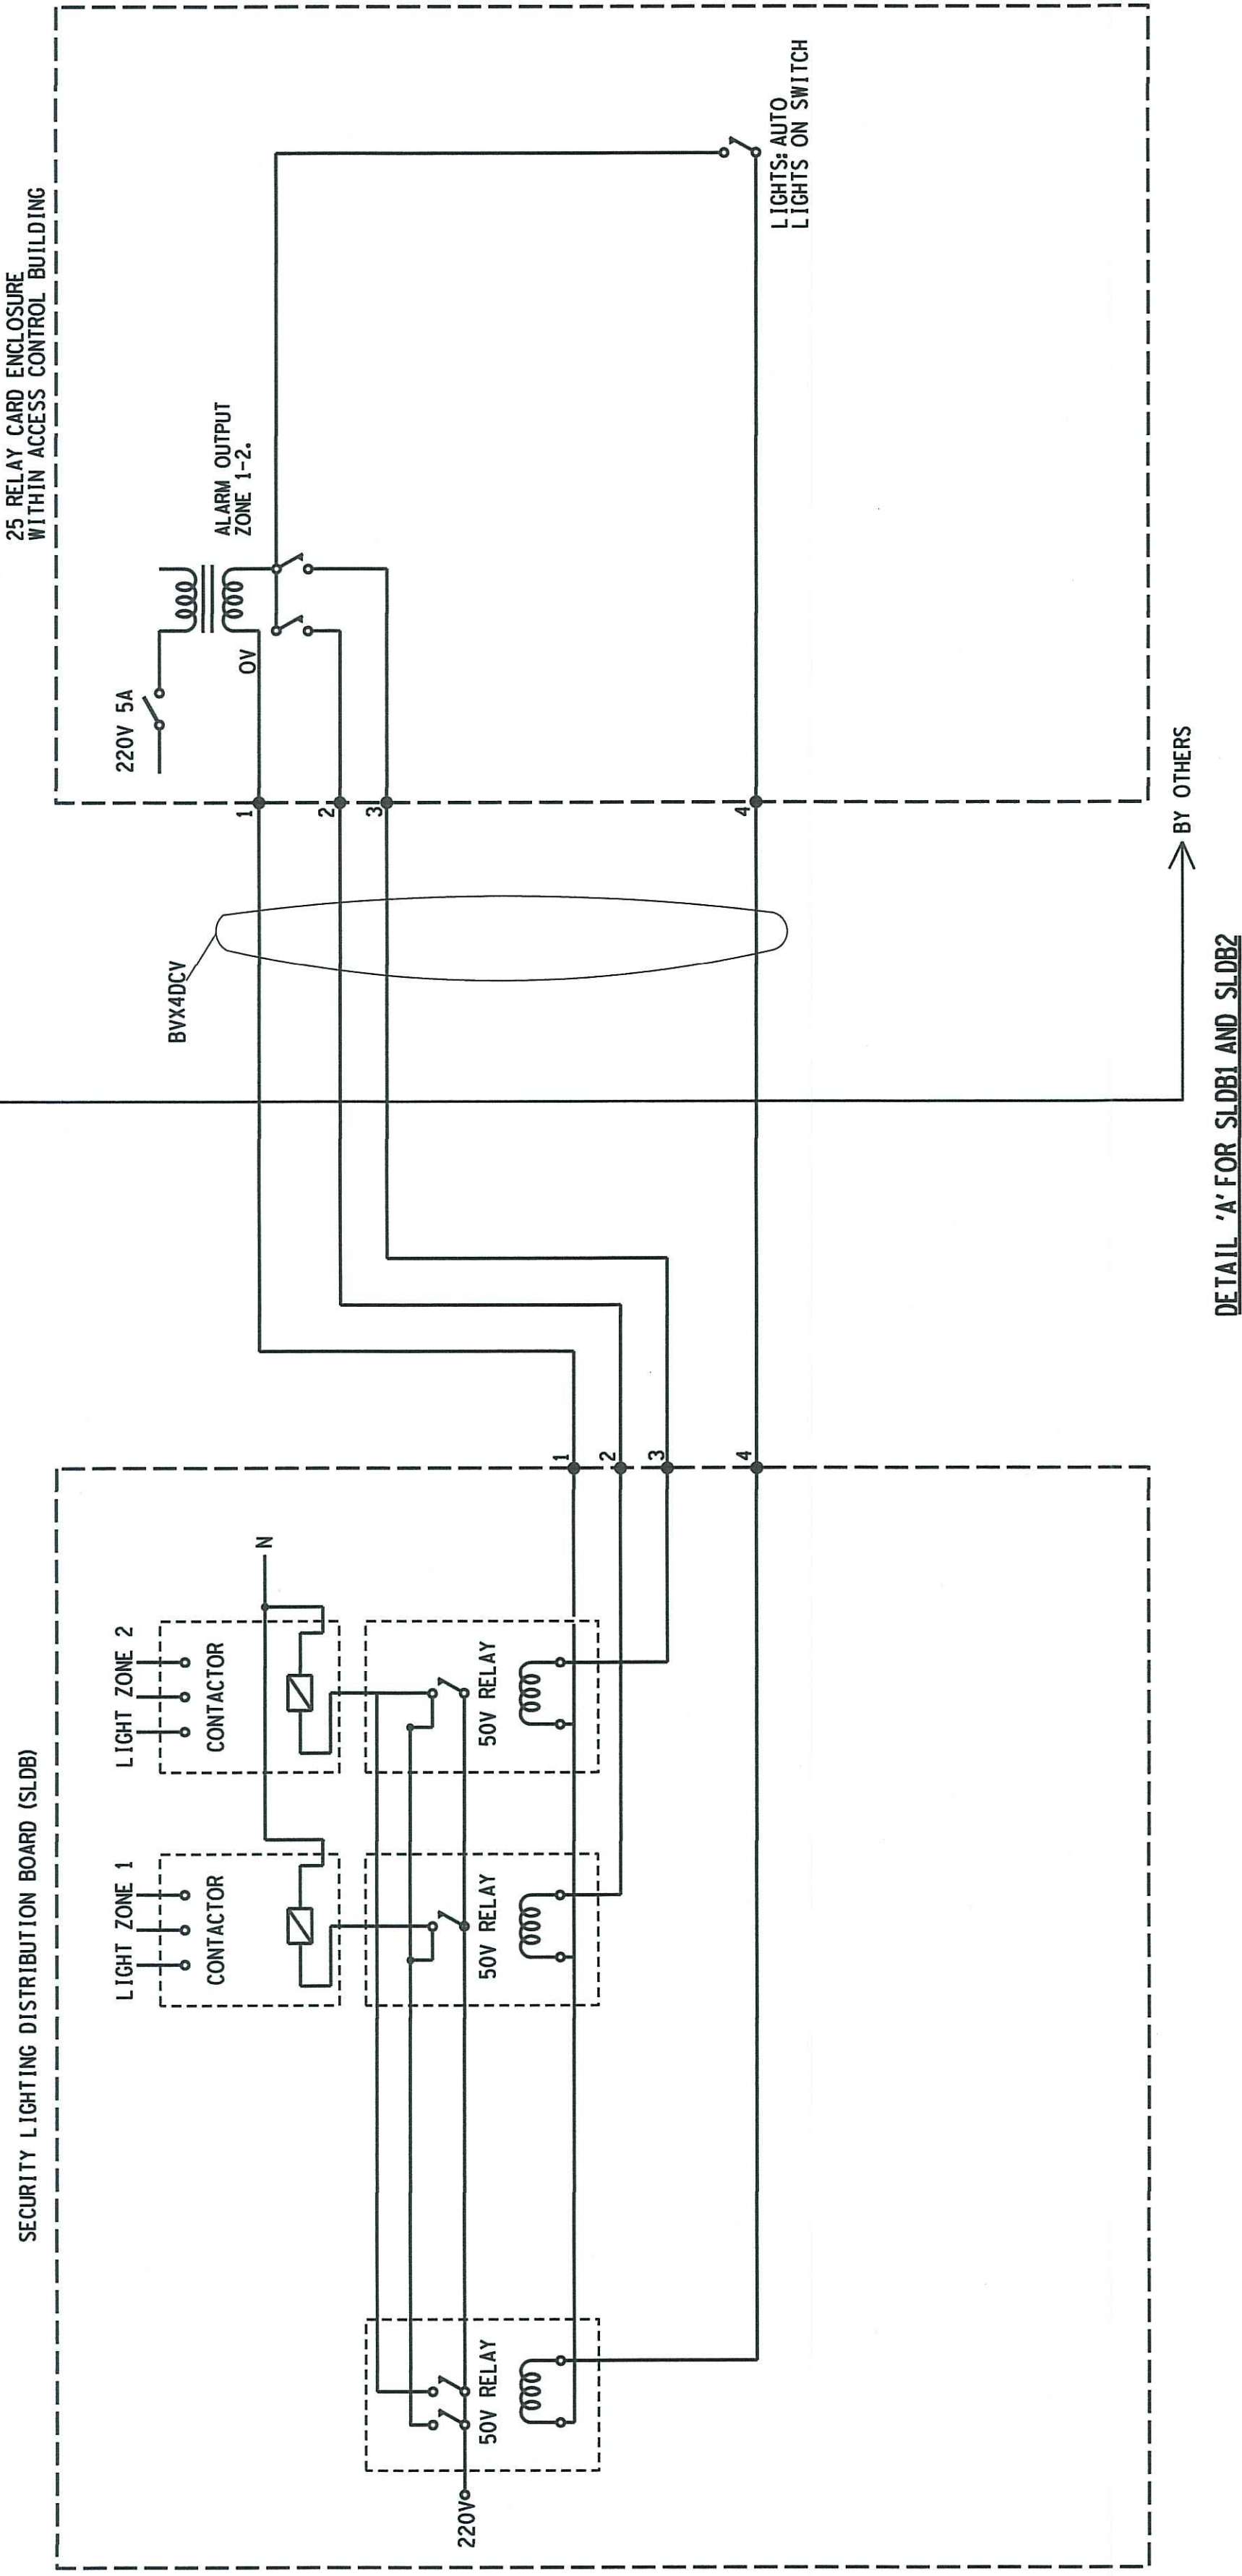 SECURITY LIGHTING DISTRIBUTION BOARD (SLDB)
25 RELAY CARD ENCLOSURE
WITHIN ACCESS CONTROL BUILDING
LIGHT ZONE 1
LIGHT ZONE 2
220V 5A
BVX4DCV
CONTACTOR
CONTACTOR
N
ALARM OUTPUT
ZONE 1-2.
0V
1
2
3
4
220V
50V RELAY
50V RELAY
50V RELAY
1
2
3
4
LIGHTS: AUTO
LIGHTS ON SWITCH
BY OTHERS
DETAIL 'A' FOR SLDB1 AND SLDB2